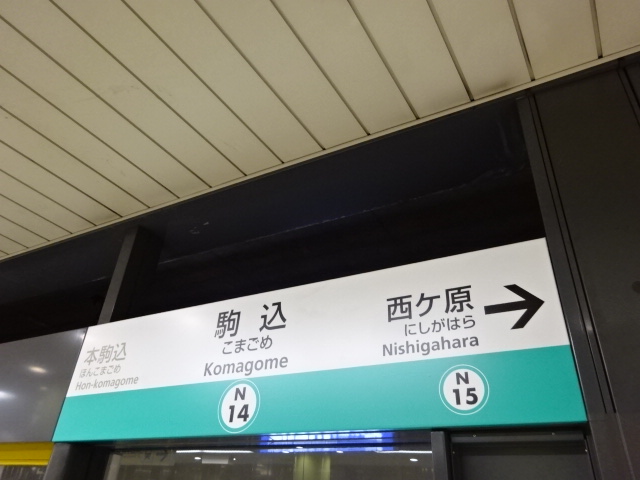 本駒込
ほんこまごめ
Hon-komagome
駒込
こまごめ
Komagome
N
14
西ケ原
にしがはら
Nishigahara
N
15